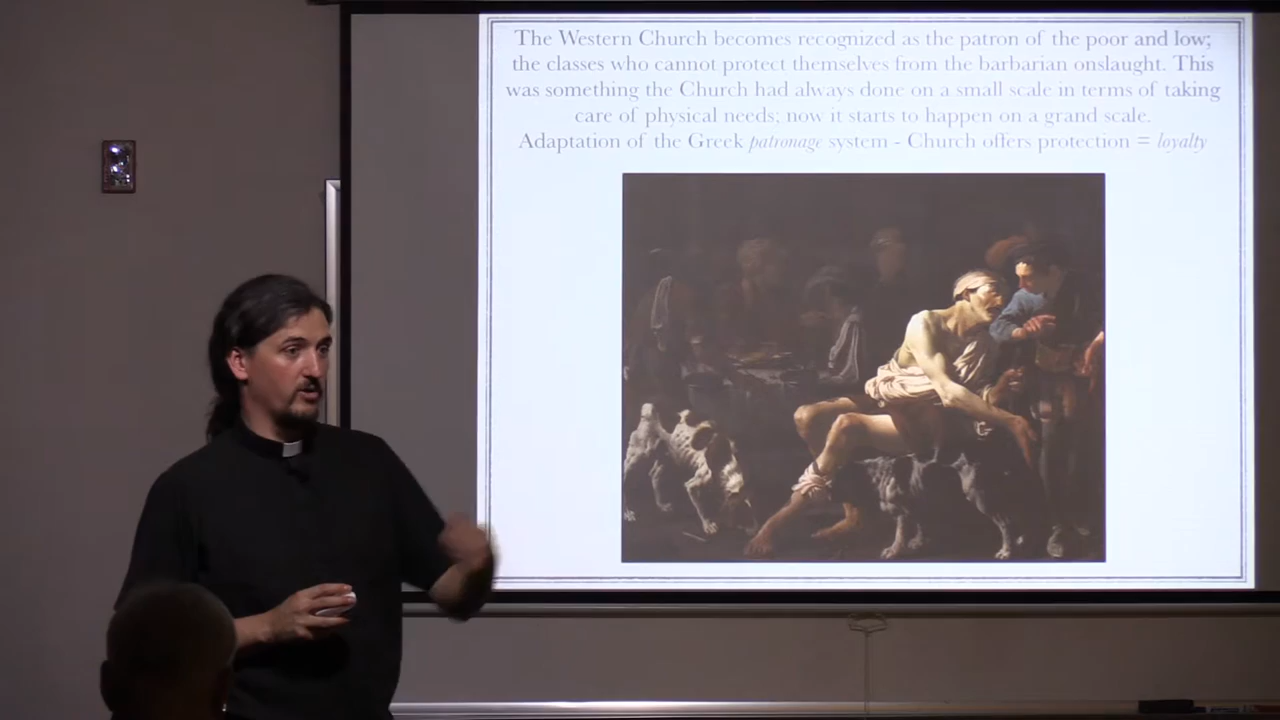 The Western Church becomes recognized as the patron of the poor and low;
the classes who cannot protect themselves from the barbarian onslaught. This
was something the Church had always done on a small scale in terms of taking
care of physical needs; now it starts to happen on a grand scale.
Adaptation of the Greek patronage system - Church offers protection = loyalty